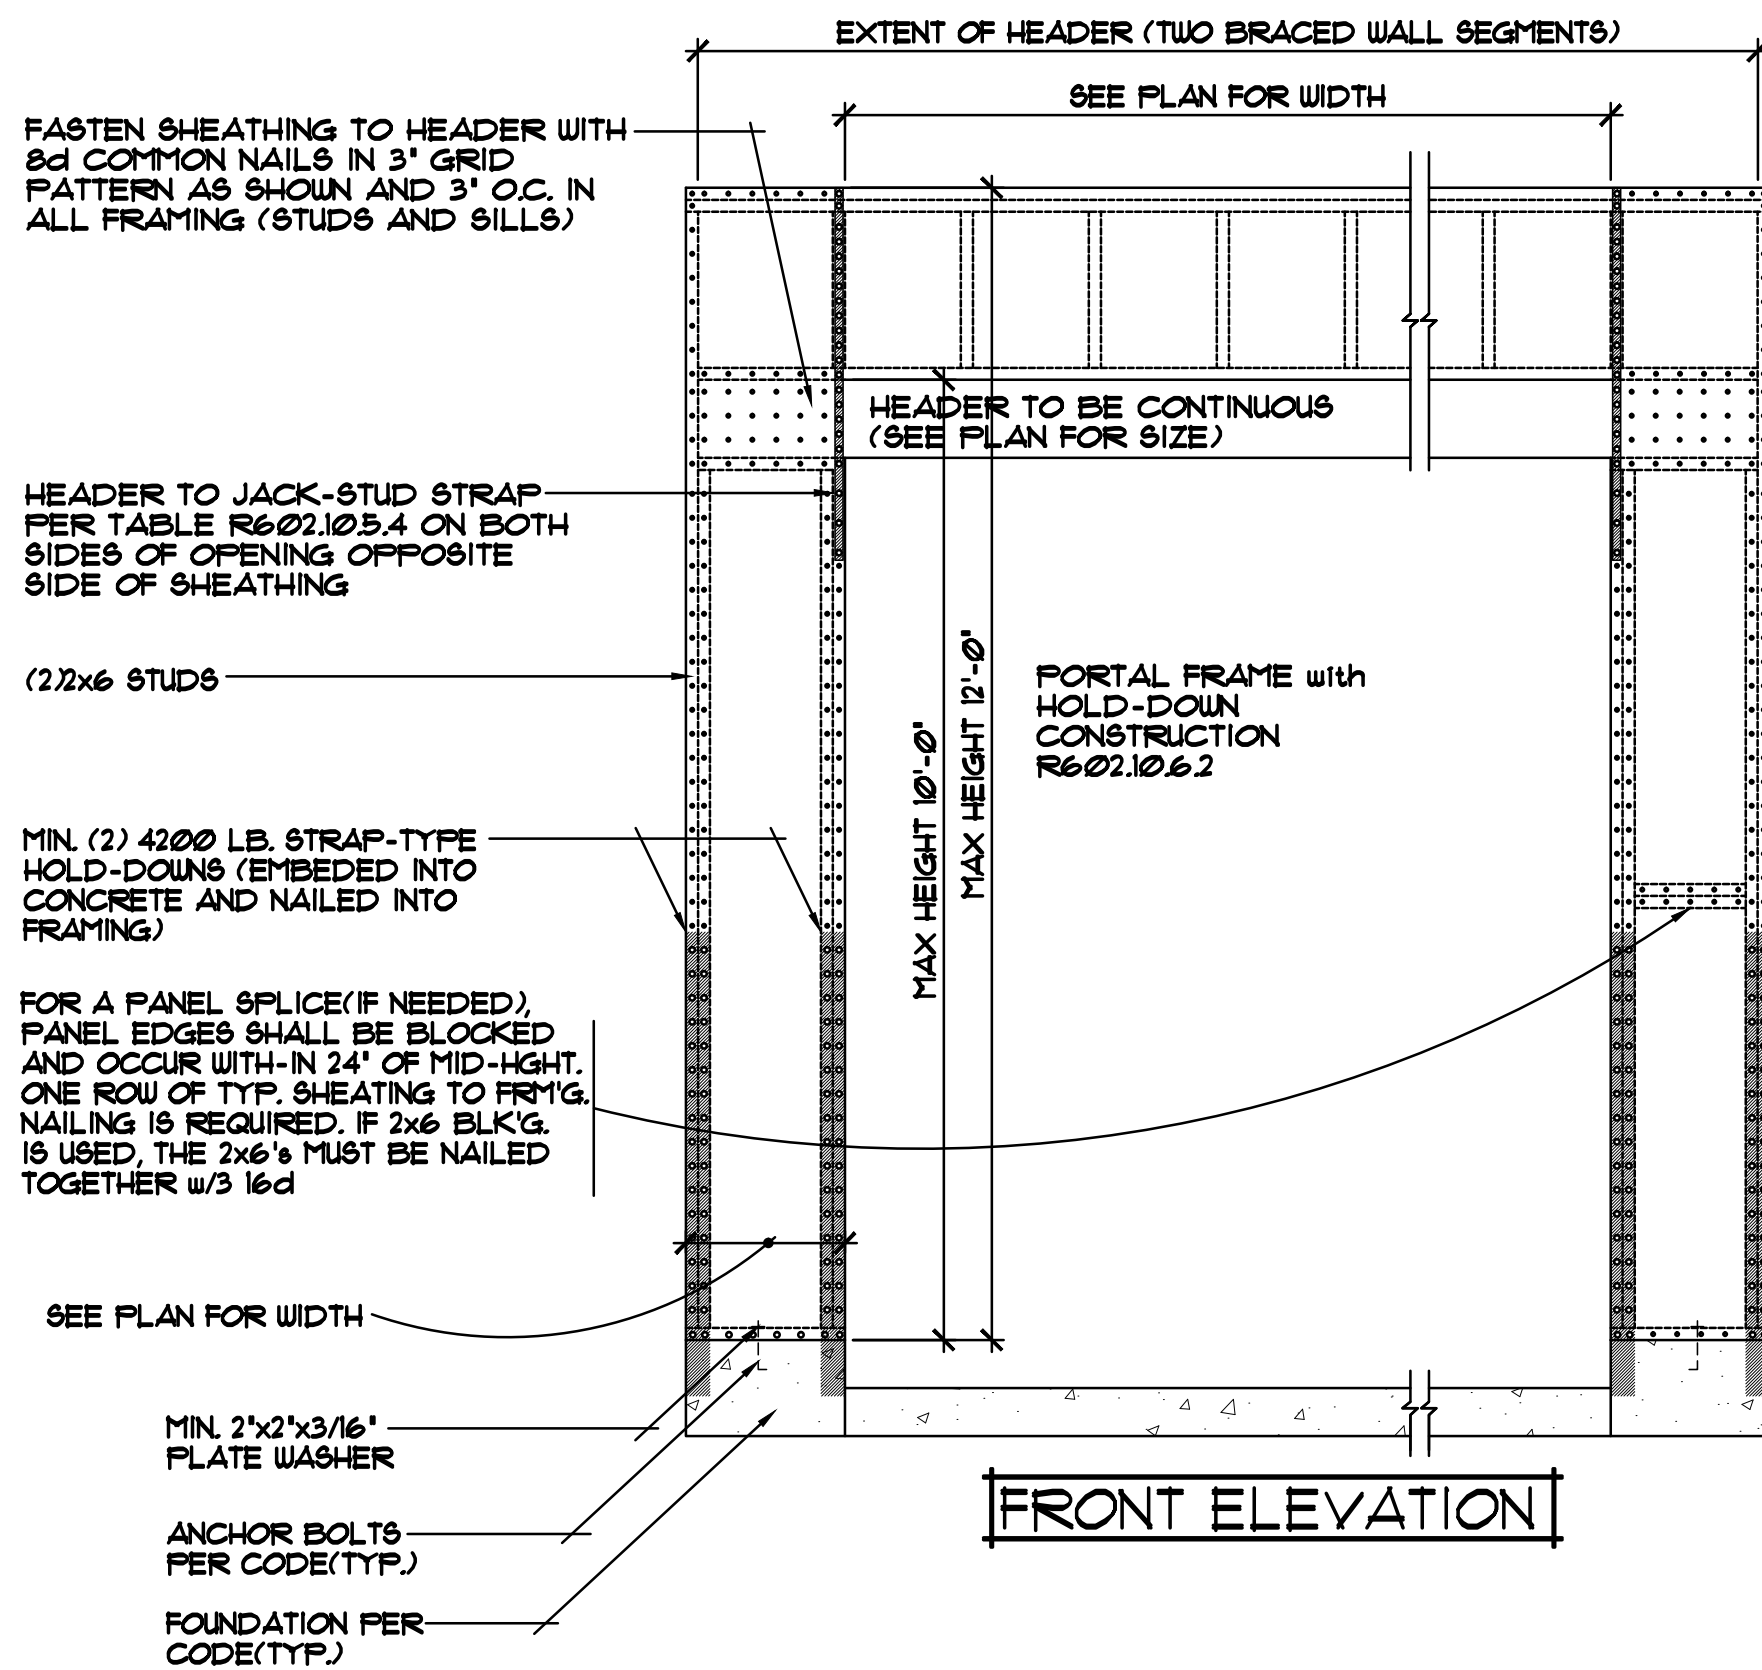 EXTENT OF HEADER (TWO BRACED WALL SEGMENTS)
SEE PLAN FOR WIDTH
FASTEN SHEATHING TO HEADER WITH
8d COMMON NAILS IN 3" GRID
PATTERN AS SHOWN AND 3" O.C. IN
ALL FRAMING (STUDS AND SILLS)
HEADER TO BE CONTINUOUS
(SEE PLAN FOR SIZE)
HEADER TO JACK-STUD STRAP
PER TABLE R602.10.5.4 ON BOTH
SIDES OF OPENING OPPOSITE
SIDE OF SHEATHING
(2)2x6 STUDS
PORTAL FRAME with
HOLD-DOWN
CONSTRUCTION
R602.10.6.2
MAX HEIGHT 10'-0"
MAX HEIGHT 12'-0"
MIN. (2) 4200 LB. STRAP-TYPE
HOLD-DOWNS (EMBEDED INTO
CONCRETE AND NAILED INTO
FRAMING)
FOR A PANEL SPLICE(IF NEEDED),
PANEL EDGES SHALL BE BLOCKED
AND OCCUR WITH-IN 24" OF MID-HGHT.
ONE ROW OF TYP. SHEATING TO FRM'G.
NAILING IS REQUIRED. IF 2x6 BLK'G.
IS USED, THE 2x6's MUST BE NAILED
TOGETHER w/3 16d
SEE PLAN FOR WIDTH
MIN. 2"x2"x3/16"
PLATE WASHER
ANCHOR BOLTS
PER CODE(TYP.)
FOUNDATION PER
CODE(TYP.)
FRONT ELEVATION